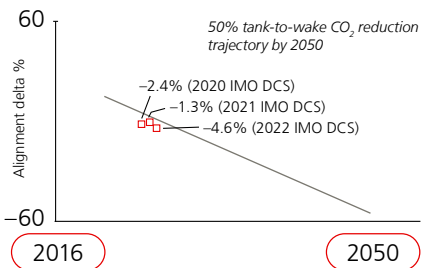 60
50% tank-to-wake CO₂ reduction
trajectory by 2050
Alignment delta %
−2.4% (2020 IMO DCS)
−1.3% (2021 IMO DCS)
−4.6% (2022 IMO DCS)
−60
2016
2050